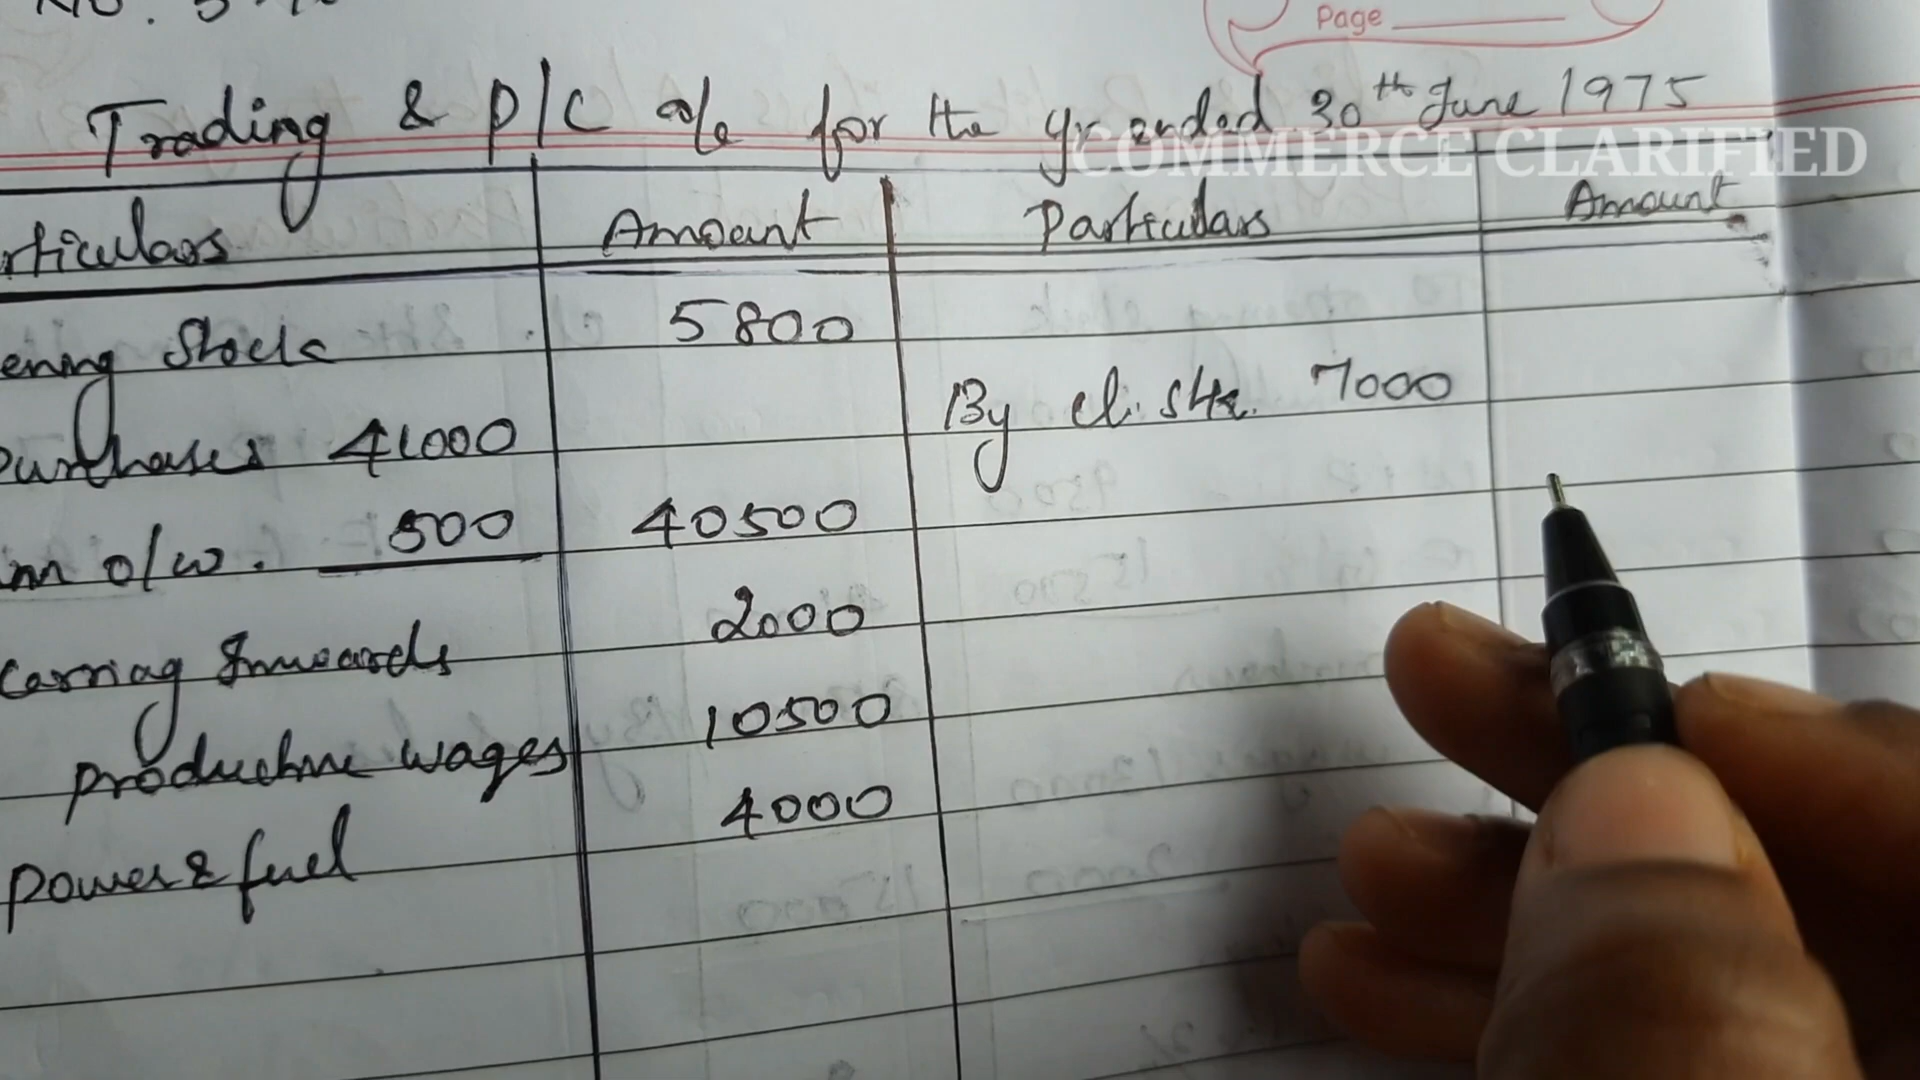 Page
Trading & P/C a/c for the yr ended 30th June 1975
COMMERCE CLARIFIED
rticulars Amount Particulars Amount
ening Stock 5800
By cl. stk. 7000
purchases 41000
500 40500
o/w.
Carriag Inwards 2000
productive wages 10500
power & fuel 4000